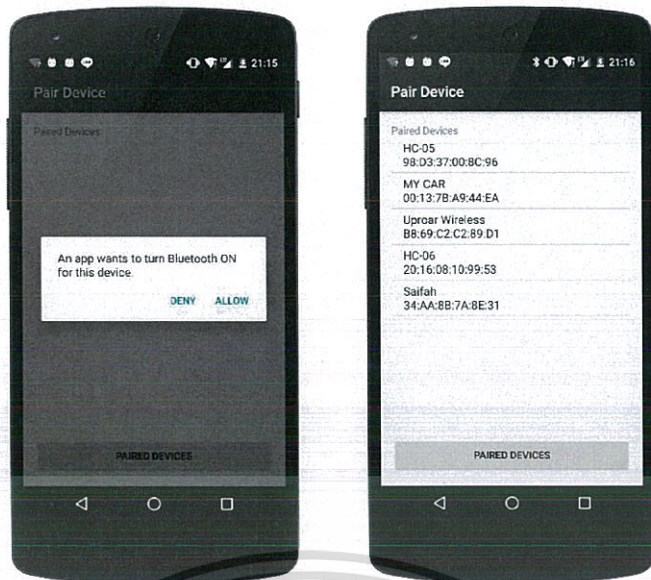 21:15
Pair Device
Paired Devices
An app wants to turn Bluetooth ON
for this device.
DENY ALLOW
PAIRED DEVICES
21:16
Pair Device
Paired Devices
HC-05
98:D3:37:00:8C:96
MY CAR
00:13:7B:A9:44:EA
Uproar Wireless
B8:69:C2:C2:89:D1
HC-06
20:16:08:10:99:53
Saifah
34:AA:8B:7A:8E:31
PAIRED DEVICES